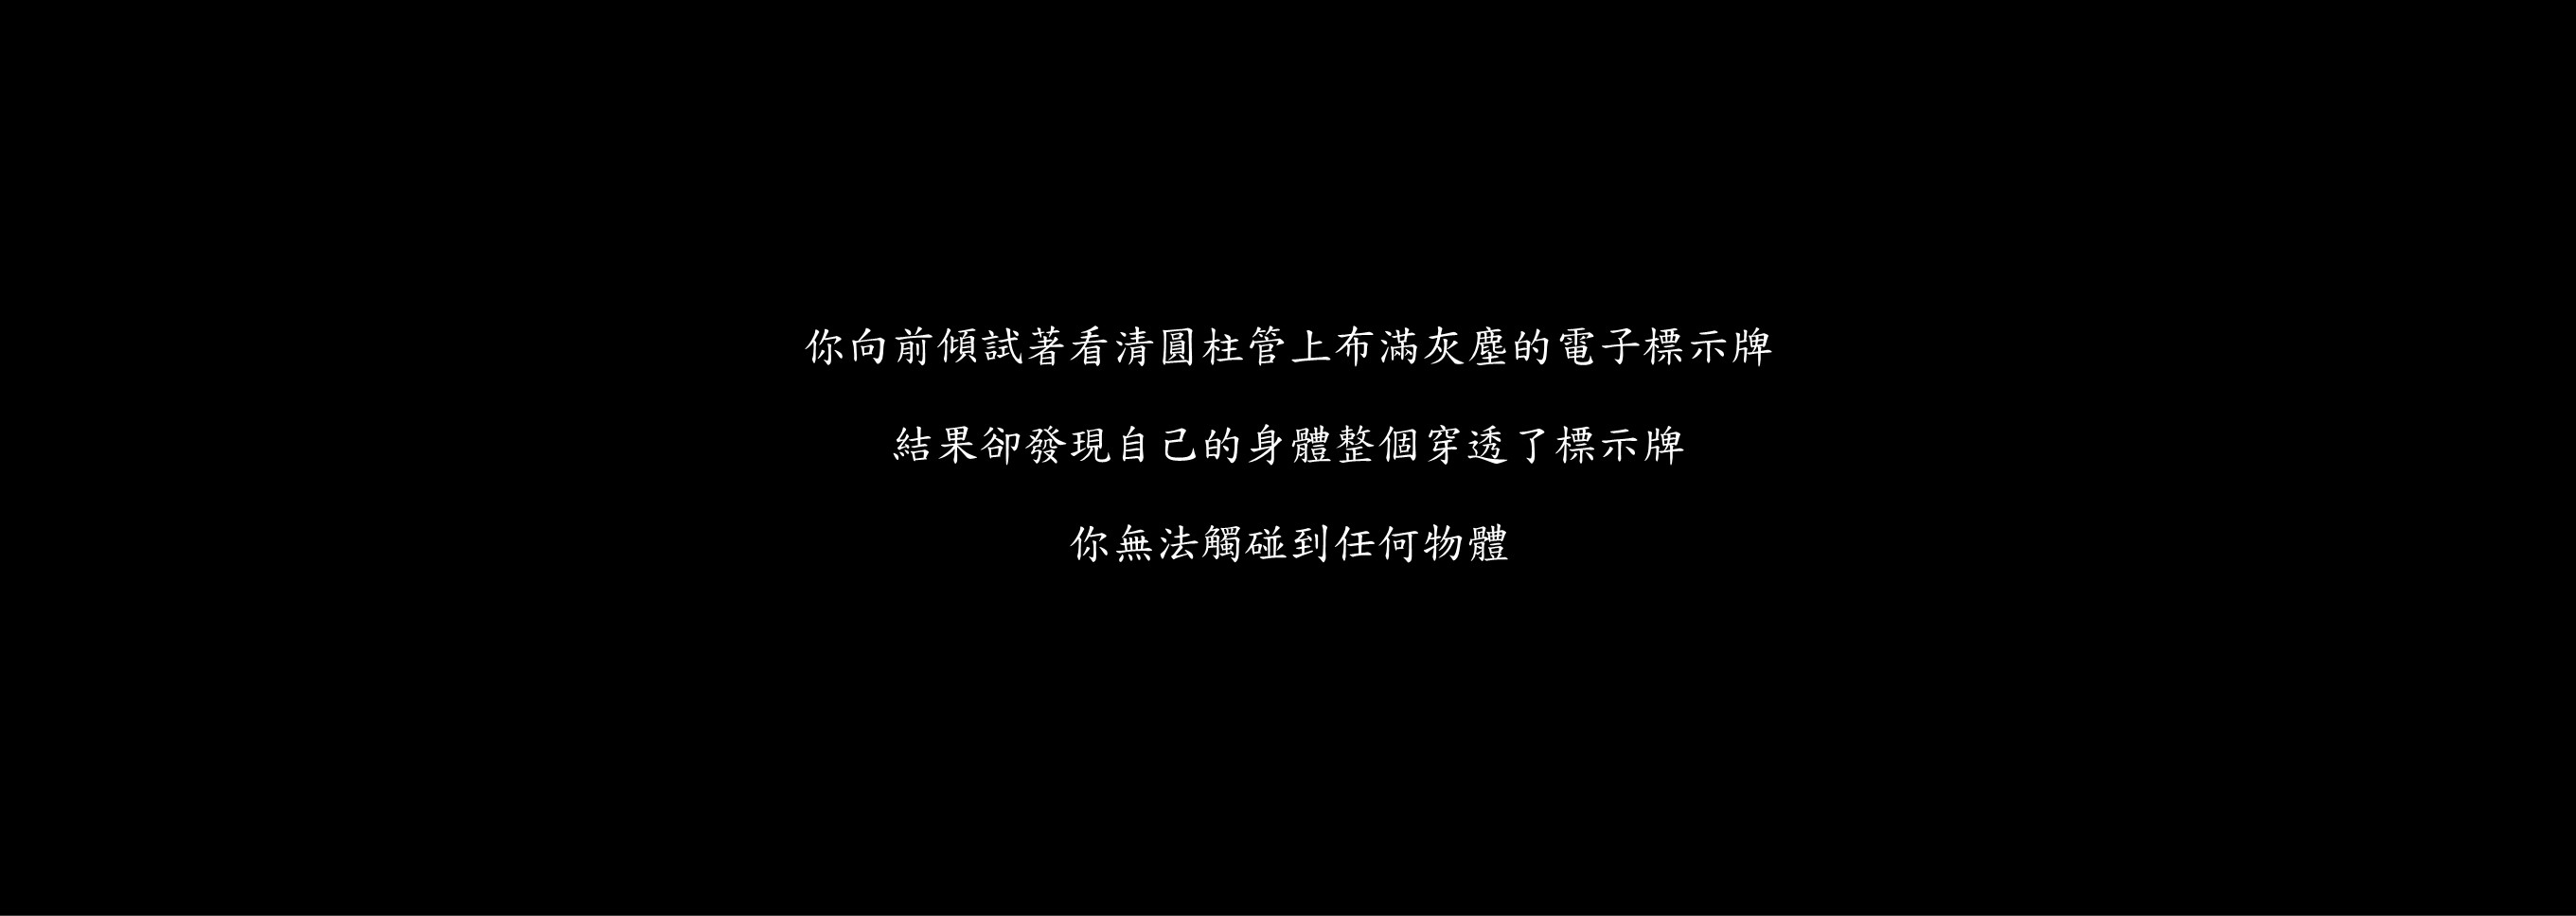 你向前傾試著看清圓柱管上布滿灰塵的電子標示牌
結果卻發現自己的身體整個穿透了標示牌
你無法觸碰到任何物體